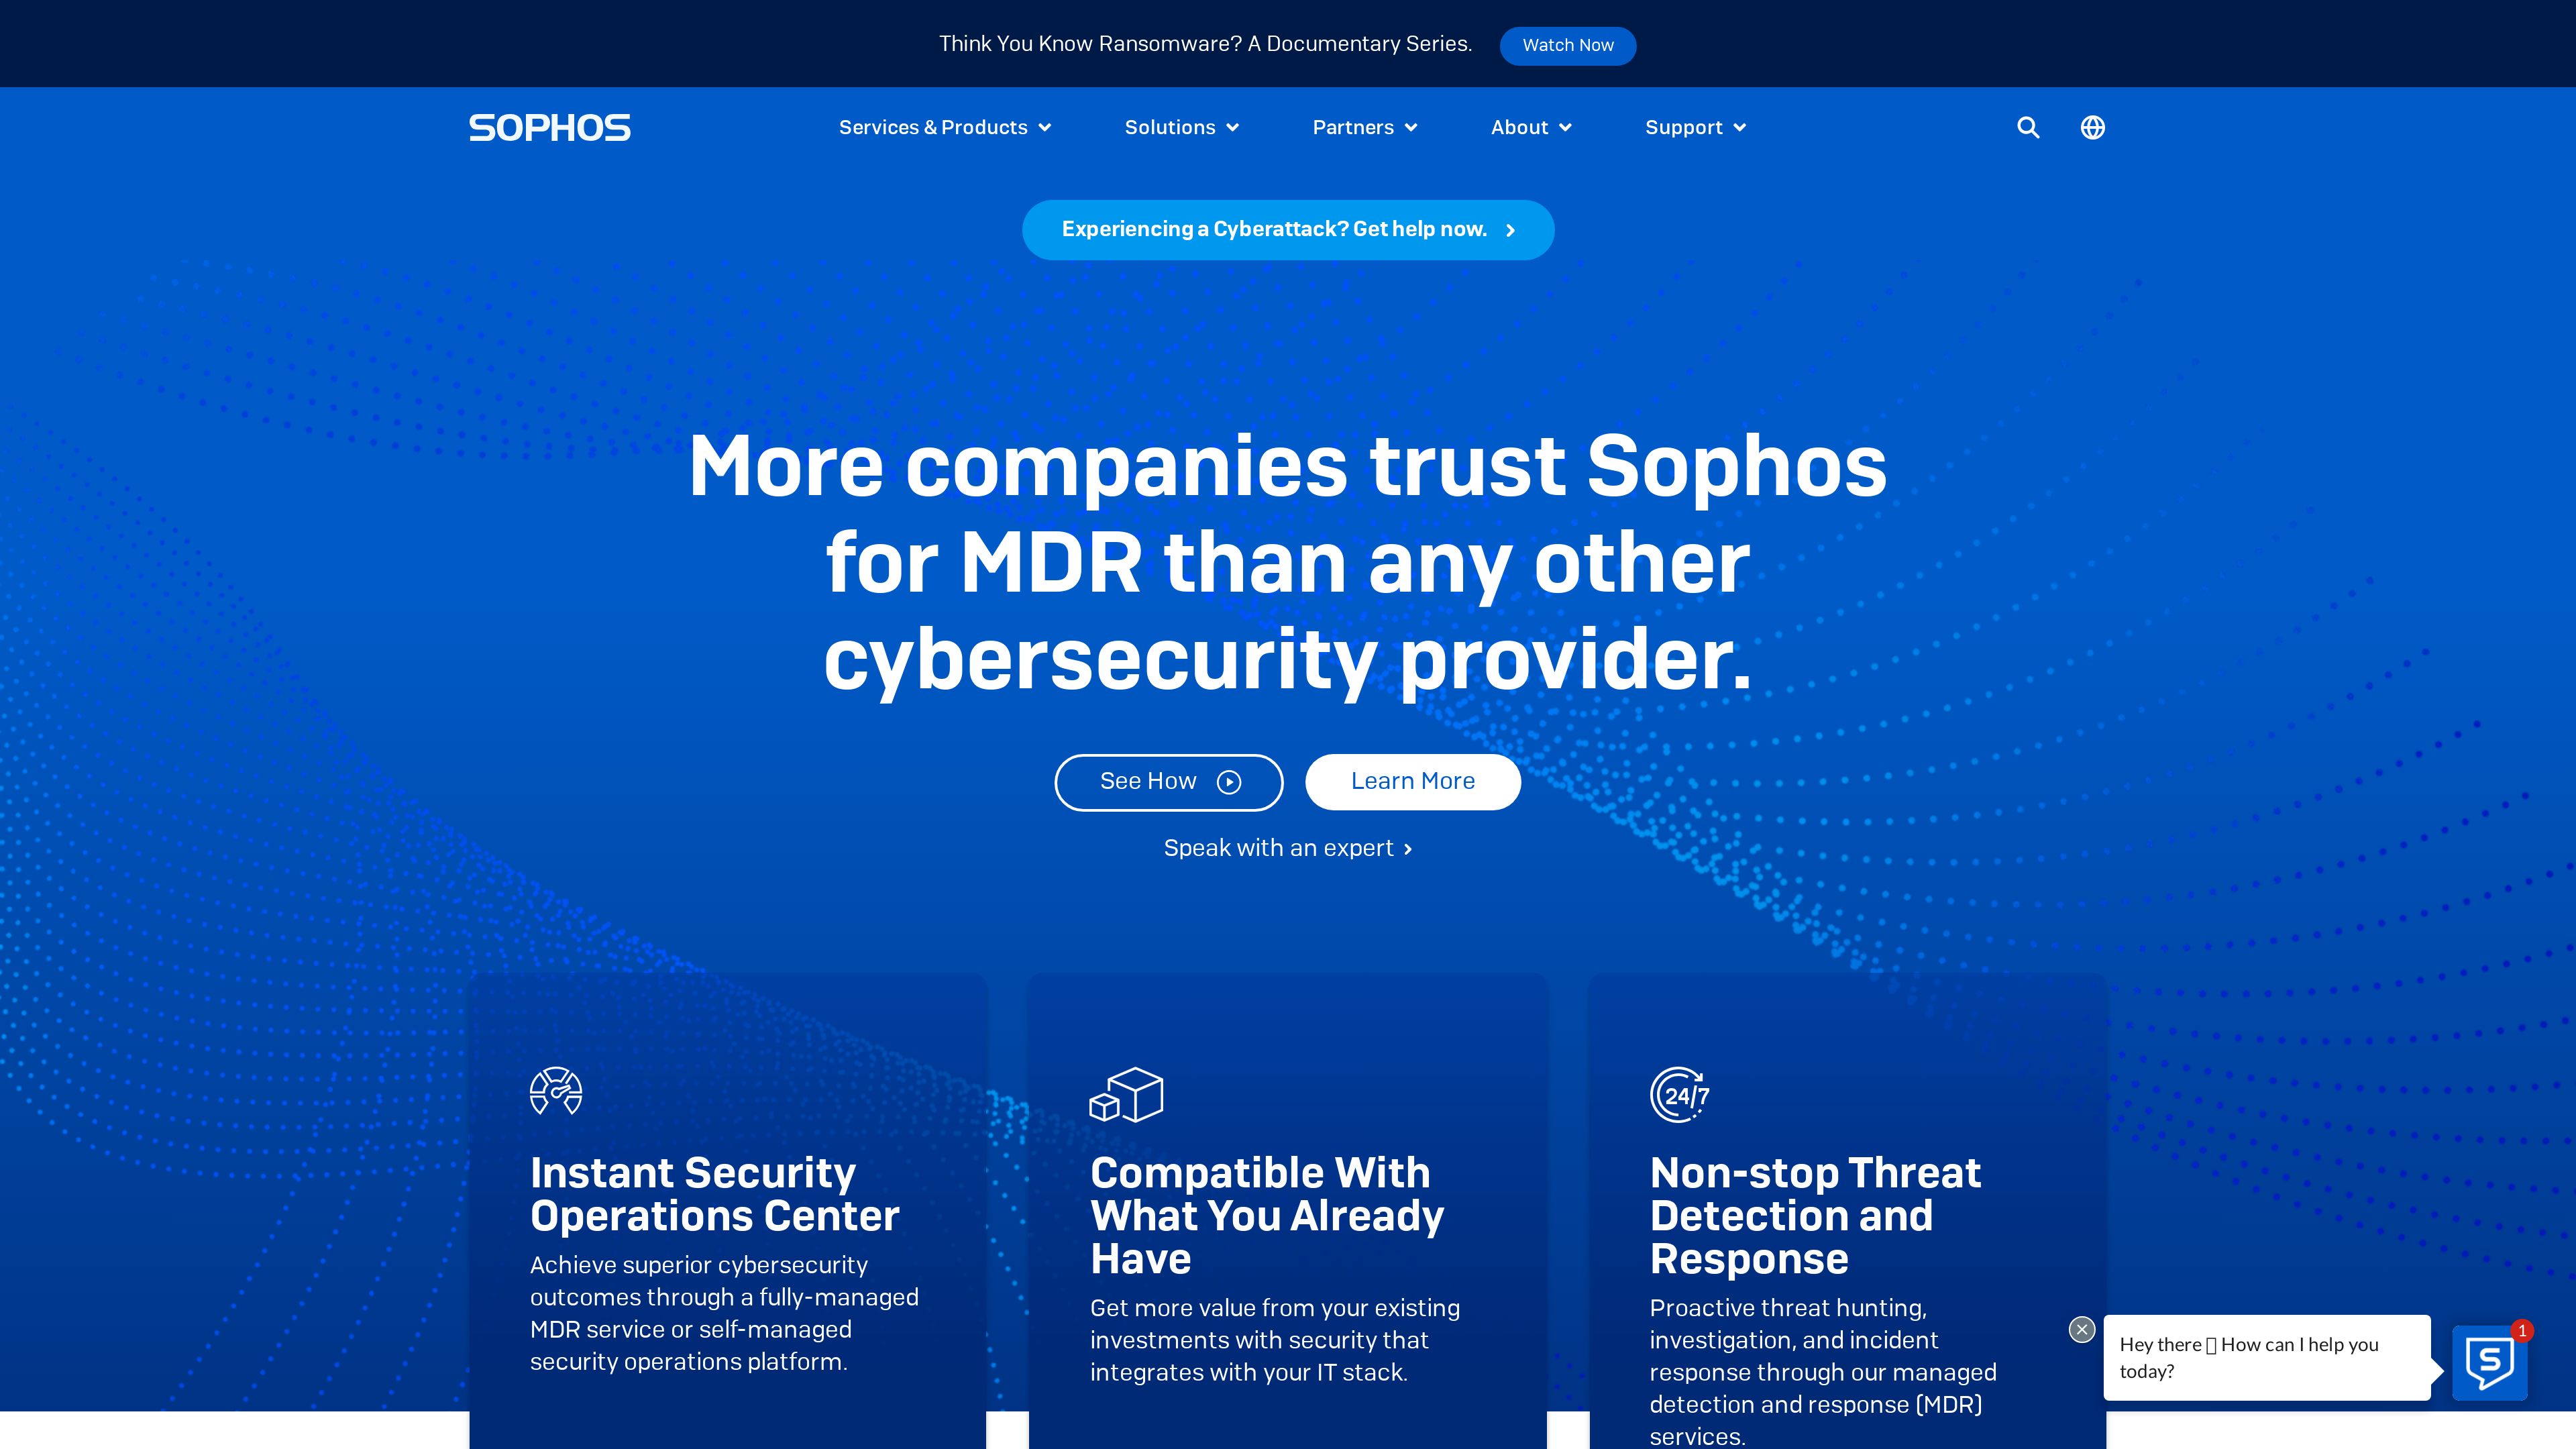 Think You Know Ransomware? A Documentary Series.
Watch Now
SOPHOS
Services & Products
Solutions
Partners
About
Support
Experiencing a Cyberattack? Get help now.
More companies trust Sophos
for MDR than any other
cybersecurity provider.
See How
Learn More
Speak with an expert
Instant Security
Operations Center
Achieve superior cybersecurity
outcomes through a fully-managed
MDR service or self-managed
security operations platform.
Compatible With
What You Already
Have
Get more value from your existing
investments with security that
integrates with your IT stack.
24/7
Non-stop Threat
Detection and
Response
Proactive threat hunting,
investigation, and incident
response through our managed
detection and response (MDR)
services.
Hey there How can I help you
today?
S
1